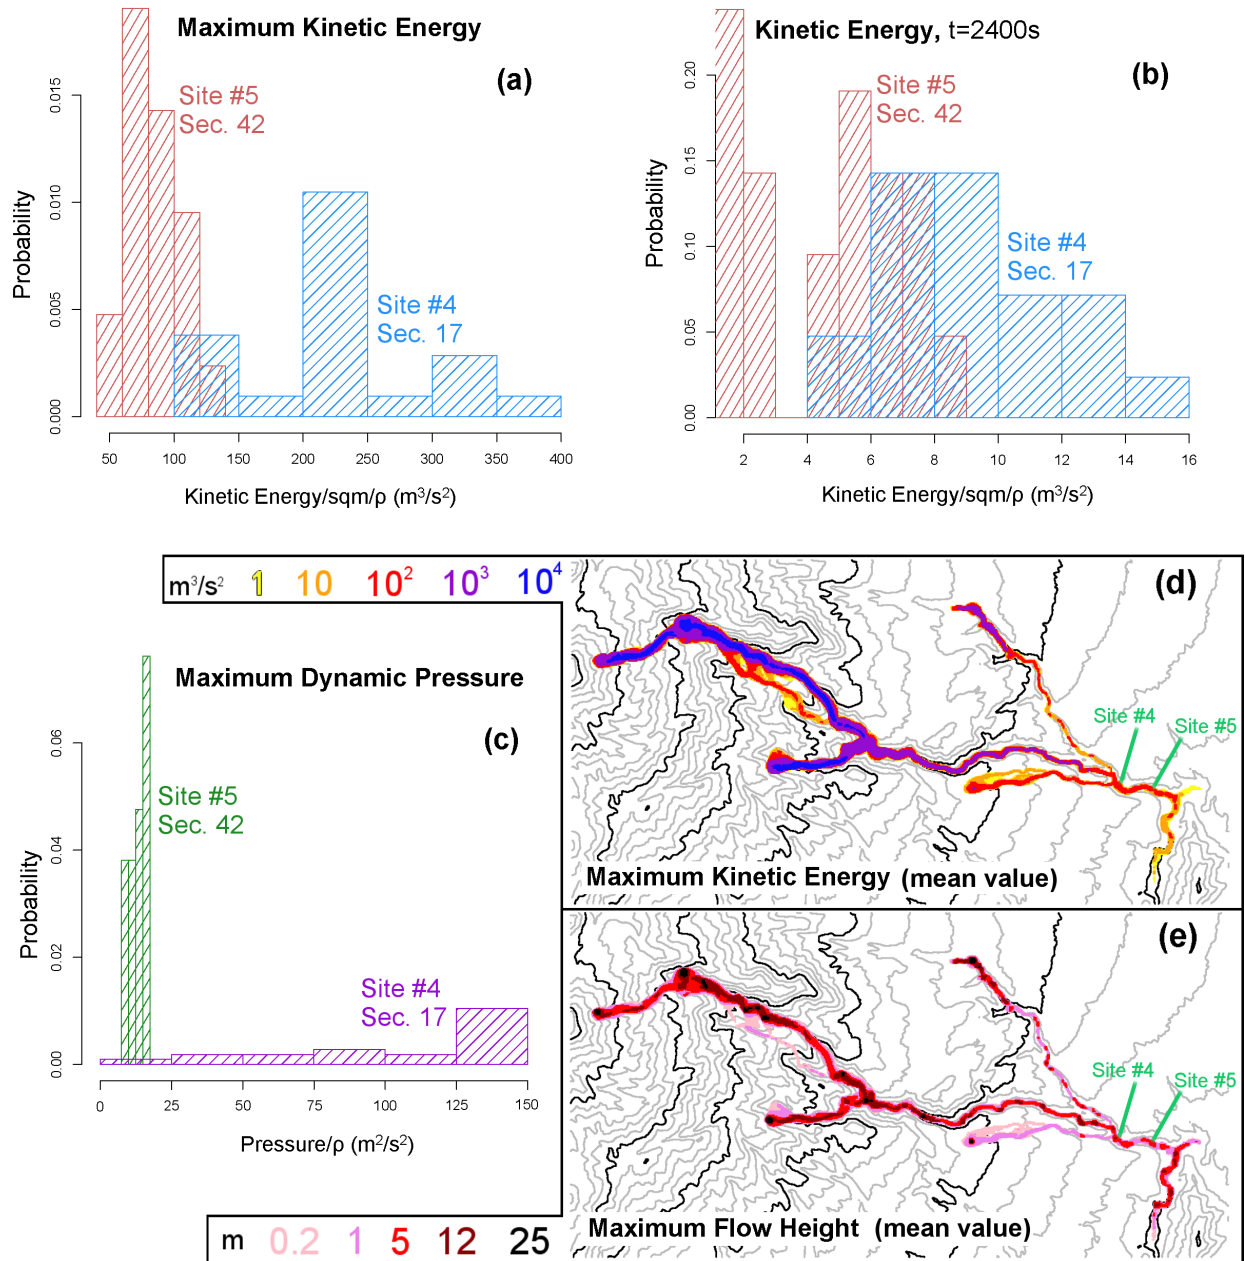 Maximum Kinetic Energy
(a)
Site #5
Sec. 42
Site #4
Sec. 17
Probability
0.000
0.005
0.010
0.015
50 100 150 200 250 300 350 400
Kinetic Energy/sqm/ρ (m³/s²)
Kinetic Energy, t=2400s
(b)
Site #5
Sec. 42
Site #4
Sec. 17
Probability
0.00
0.05
0.10
0.15
0.20
2 4 6 8 10 12 14 16
Kinetic Energy/sqm/ρ (m³/s²)
m³/s² 1 10 10² 10³ 10⁴
Maximum Dynamic Pressure
(c)
Site #5
Sec. 42
Site #4
Sec. 17
Probability
0.00
0.02
0.04
0.06
0 25 50 75 100 125 150
Pressure/ρ (m²/s²)
(d)
Site #4
Site #5
Maximum Kinetic Energy (mean value)
(e)
Site #4
Site #5
Maximum Flow Height (mean value)
m 0.2 1 5 12 25